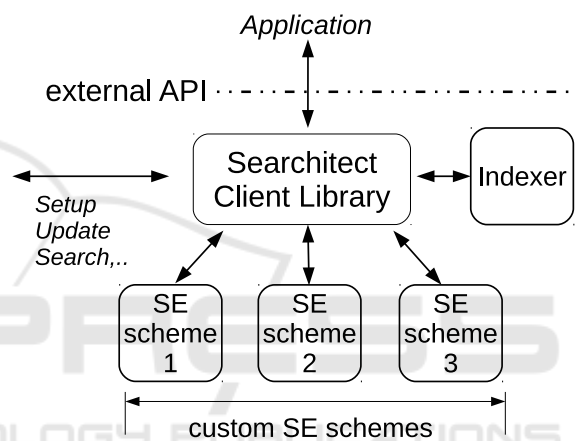 Application
external API
Searchitect
Client Library
Indexer
Setup
Update
Search,..
SE
scheme
1
SE
scheme
2
SE
scheme
3
custom SE schemes